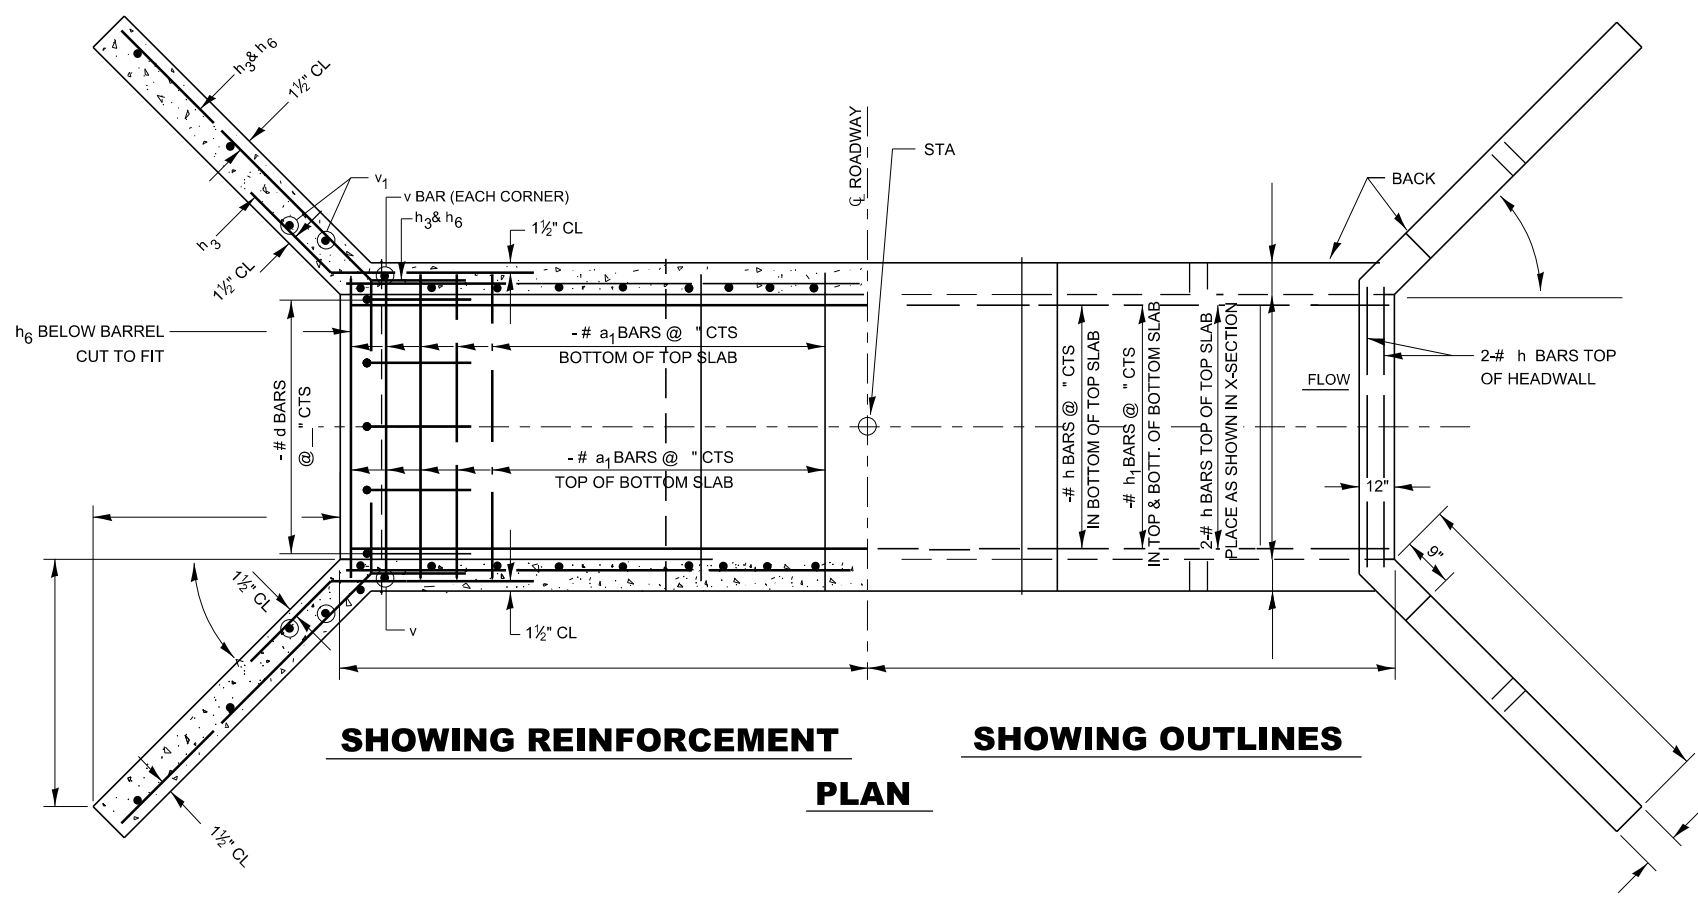 h3& h6
1½" CL
v1
v BAR (EACH CORNER)
h3& h6
1½" CL
h3
1½" CL
℄ ROADWAY
STA
BACK
h6 BELOW BARREL
CUT TO FIT
- # a1 BARS @ " CTS
BOTTOM OF TOP SLAB
- # d BARS
@ __" CTS
- # a1 BARS @ " CTS
TOP OF BOTTOM SLAB
-# h BARS @ " CTS
IN BOTTOM OF TOP SLAB
-# h1 BARS @ " CTS
IN TOP & BOTT. OF BOTTOM SLAB
2-# h BARS TOP OF TOP SLAB
PLACE AS SHOWN IN X-SECTION
FLOW
2-# h BARS TOP
OF HEADWALL
12"
9"
1½" CL
v
1½" CL
1½" CL
SHOWING REINFORCEMENT
SHOWING OUTLINES
PLAN